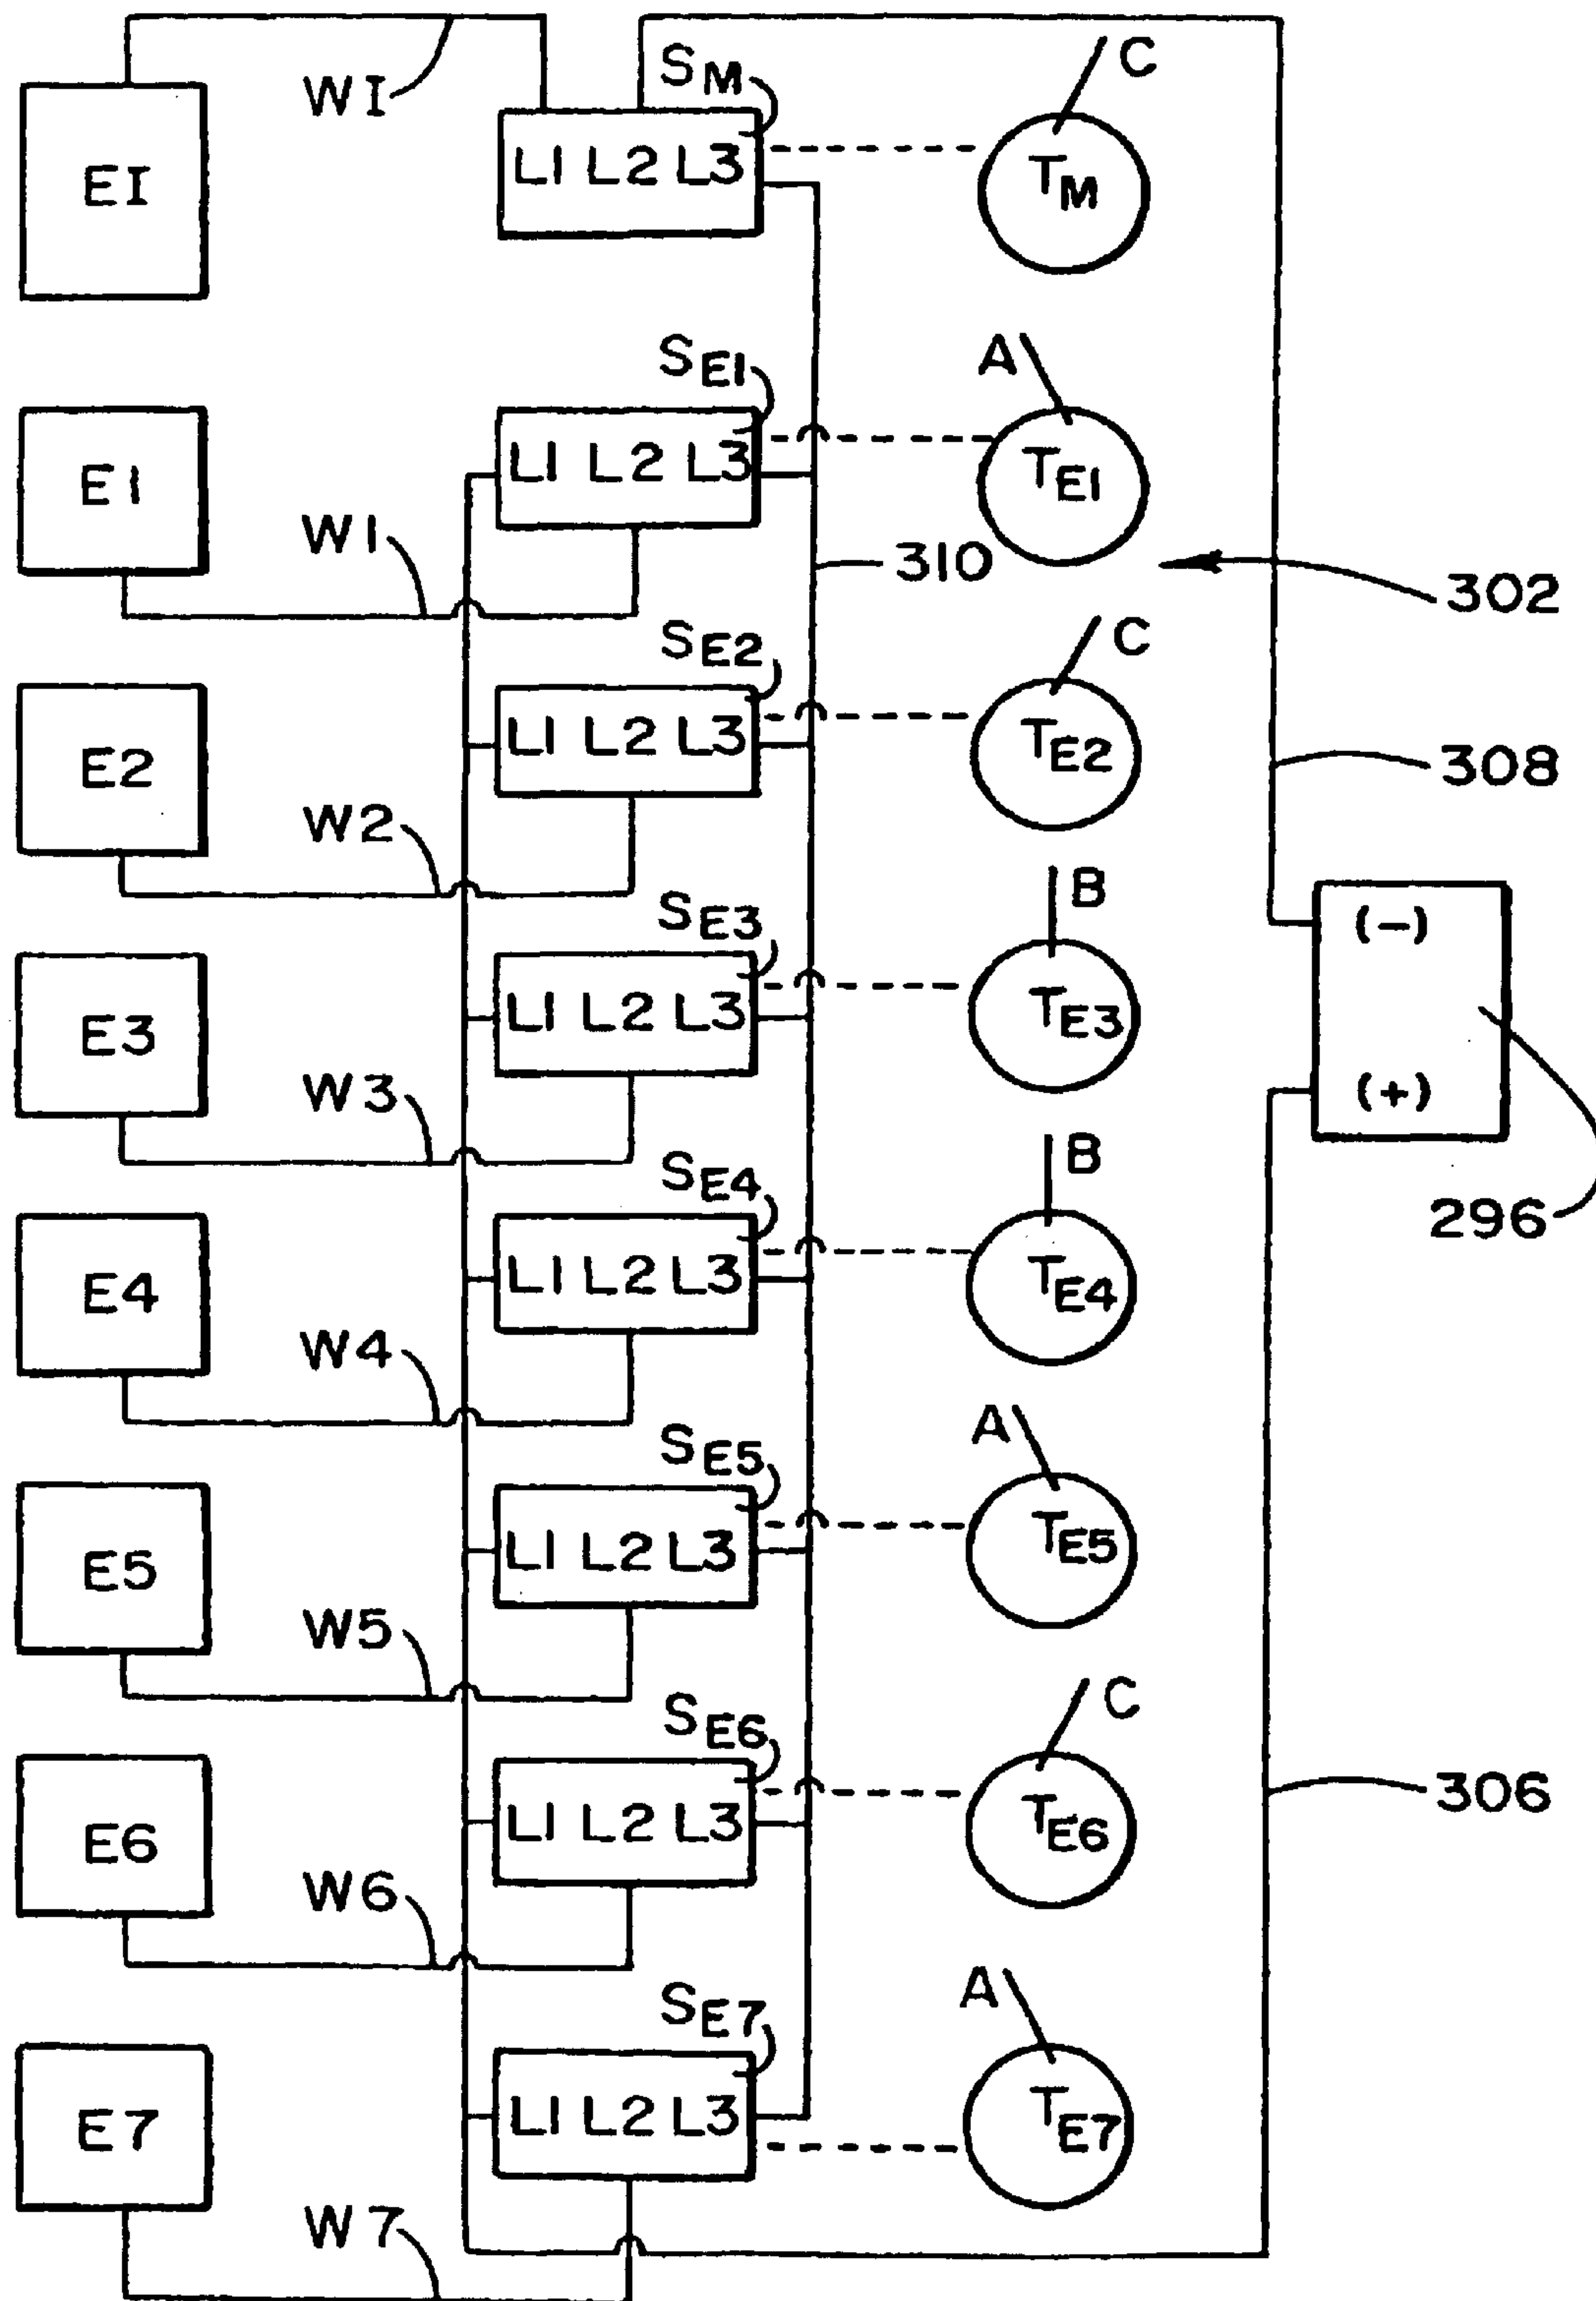 WI
SM
C
EI
L1 L2 L3
TM
SE1
A
E1
L1 L2 L3
TE1
W1
310
302
SE2
C
E2
L1 L2 L3
TE2
308
W2
SE3
B
(-)
E3
L1 L2 L3
TE3
W3
(+)
SE4
B
296
E4
L1 L2 L3
TE4
W4
SE5
A
E5
L1 L2 L3
TE5
W5
SE6
C
306
E6
L1 L2 L3
TE6
W6
SE7
A
E7
L1 L2 L3
TE7
W7